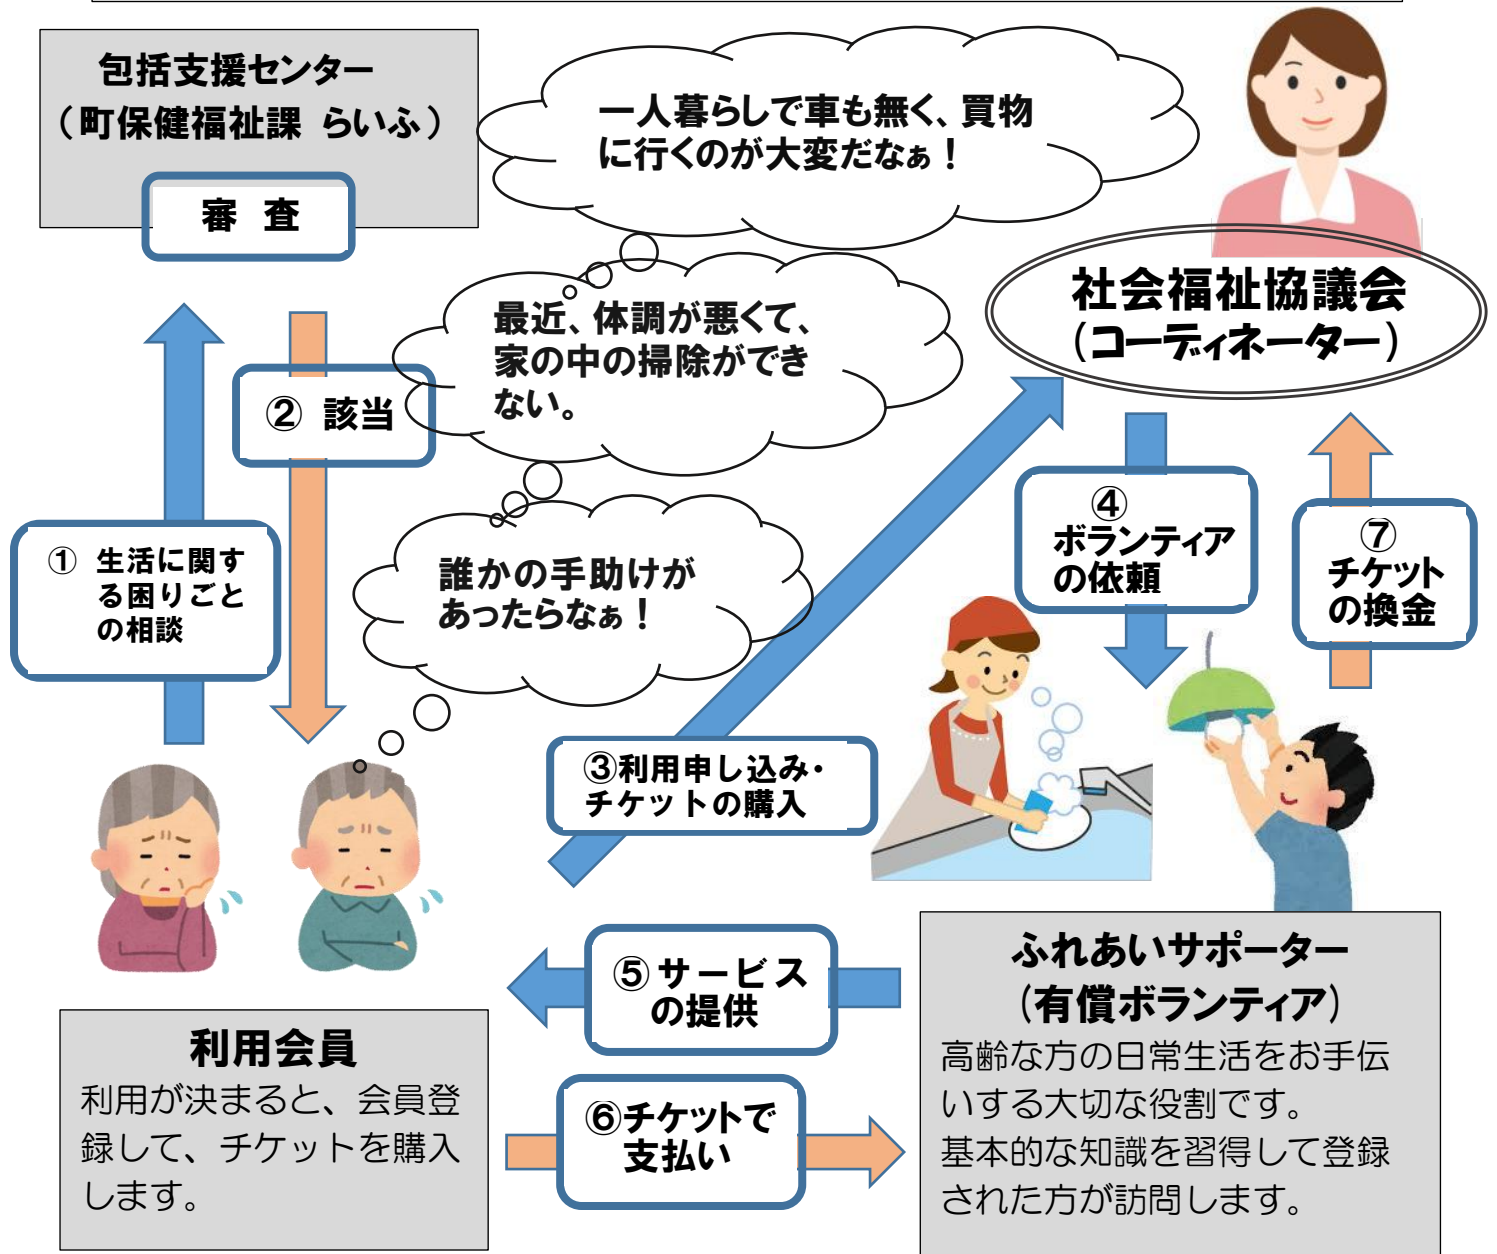 包括支援センター
（町保健福祉課 らいふ）
審 査
一人暮らしで車も無く、買物
に行くのが大変だなぁ！
社会福祉協議会
（コーディネーター）
最近、体調が悪くて、
家の中の掃除ができ
ない。
② 該当
誰かの手助けが
あったらなぁ！
① 生活に関す
る困りごと
の相談
④
ボランティア
の依頼
⑦
チケット
の換金
③利用申し込み・
チケットの購入
⑤サービス
の提供
⑥チケットで
支払い
利用会員
利用が決まると、会員登
録して、チケットを購入
します。
ふれあいサポーター
（有償ボランティア）
高齢な方の日常生活をお手伝
いする大切な役割です。
基本的な知識を習得して登録
された方が訪問します。